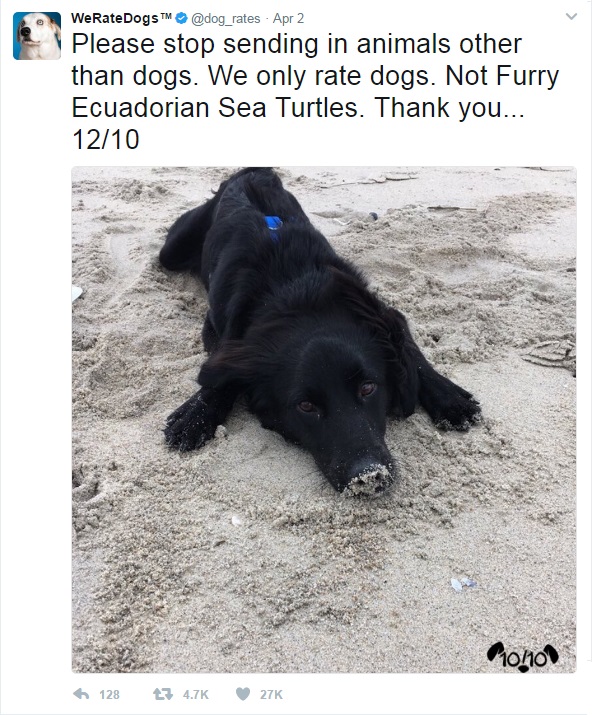 WeRateDogs™ @dog_rates · Apr 2
Please stop sending in animals other
than dogs. We only rate dogs. Not Furry
Ecuadorian Sea Turtles. Thank you...
12/10
10/10
128 4.7K 27K